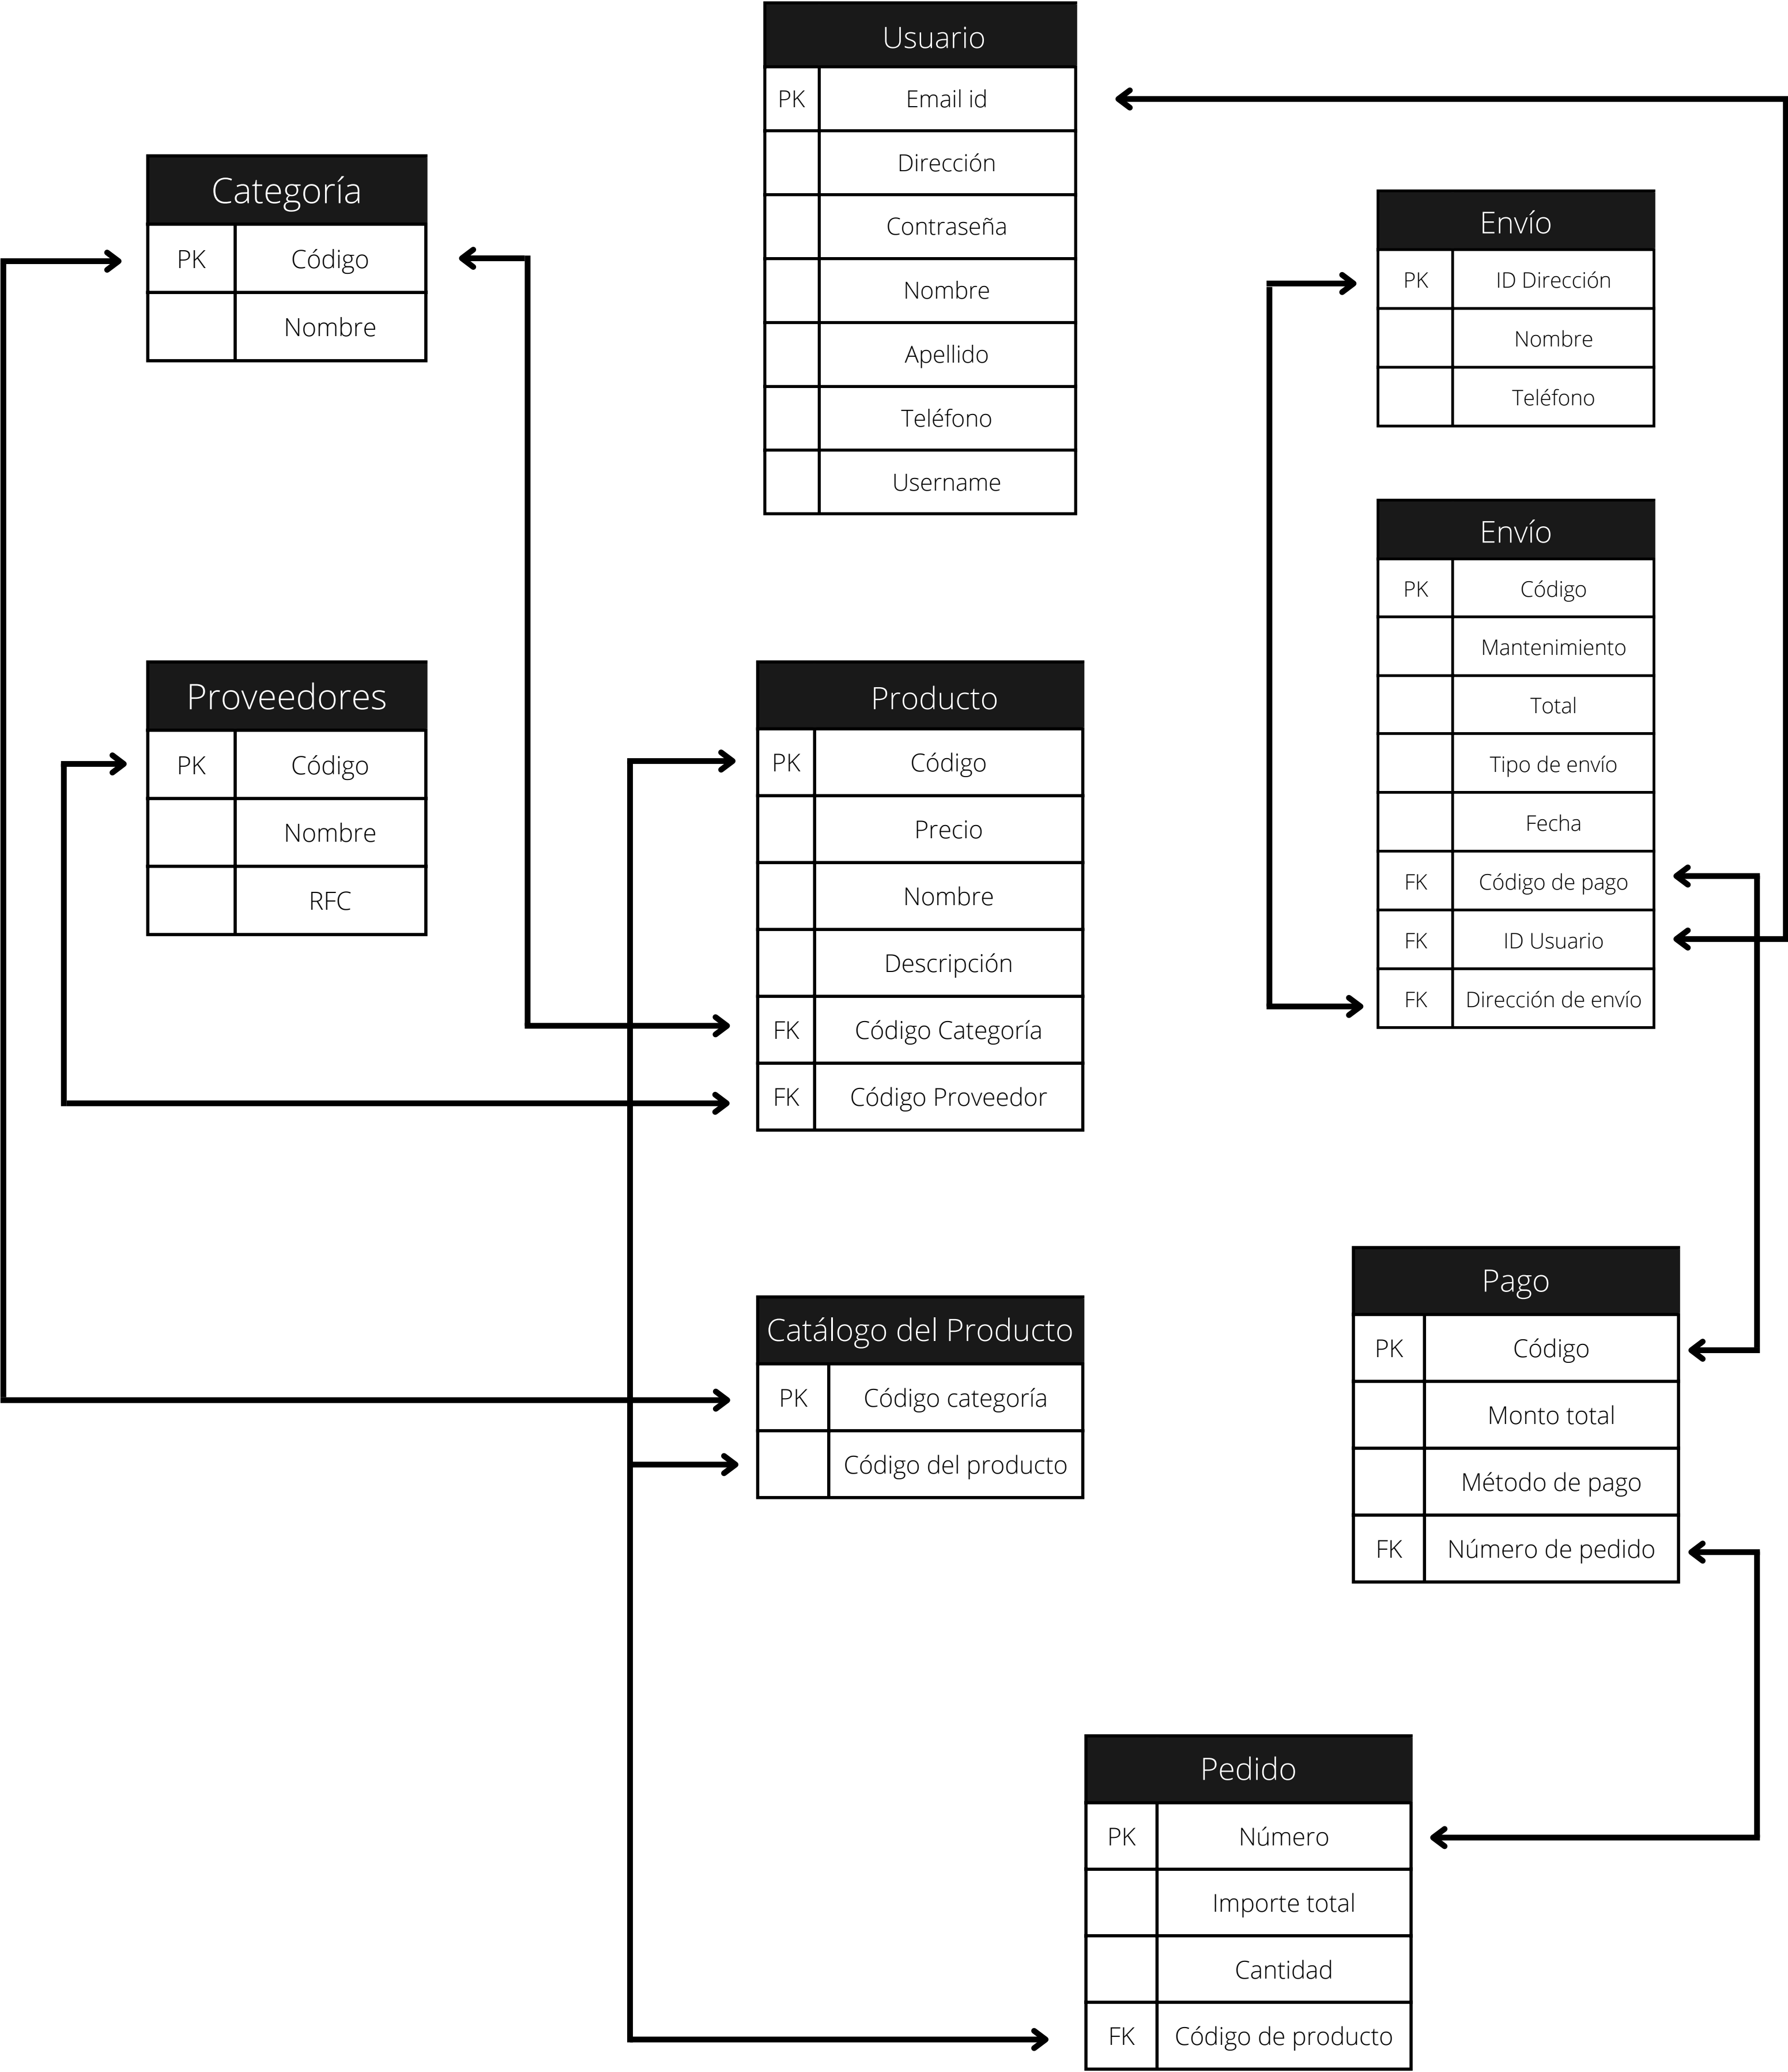 Usuario
PK Email id
Dirección
Contraseña
Nombre
Apellido
Teléfono
Username
Categoría
PK Código
Nombre
Envío
PK ID Dirección
Nombre
Teléfono
Envío
PK Código
Mantenimiento
Total
Tipo de envío
Fecha
FK Código de pago
FK ID Usuario
FK Dirección de envío
Proveedores
PK Código
Nombre
RFC
Producto
PK Código
Precio
Nombre
Descripción
FK Código Categoría
FK Código Proveedor
Catálogo del Producto
PK Código categoría
Código del producto
Pago
PK Código
Monto total
Método de pago
FK Número de pedido
Pedido
PK Número
Importe total
Cantidad
FK Código de producto